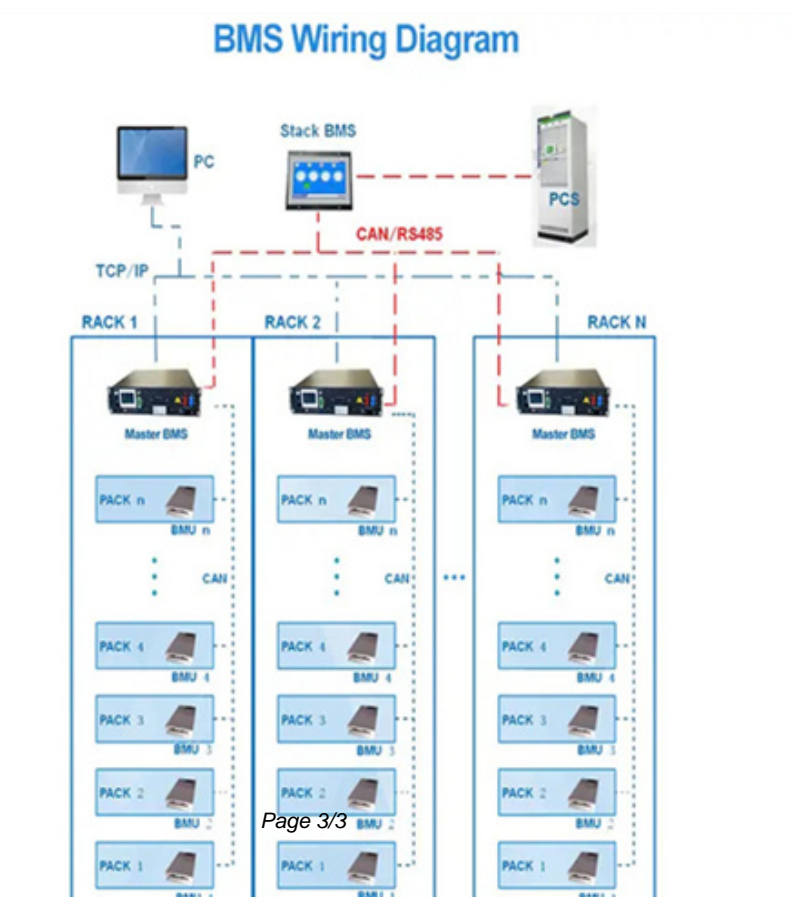 BMS Wiring Diagram
Stack BMS
PC
PCS
CAN/RS485
TCP/IP
RACK 1
RACK 2
RACK N
Master BMS
Master BMS
Master BMS
PACK n
BMU n
PACK n
BMU n
PACK n
BMU n
CAN
CAN
...
CAN
PACK 4
BMU 4
PACK 4
BMU 4
PACK 4
BMU 4
PACK 3
BMU 3
PACK 3
BMU 3
PACK 3
BMU 3
PACK 2
BMU 2
PACK 2
BMU 2
PACK 2
BMU 2
Page 3/3
PACK 1
PACK 1
PACK 1